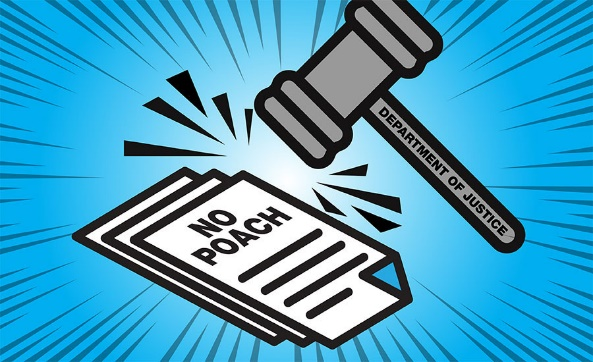 DEPARTMENT OF JUSTICE
NO
POACH